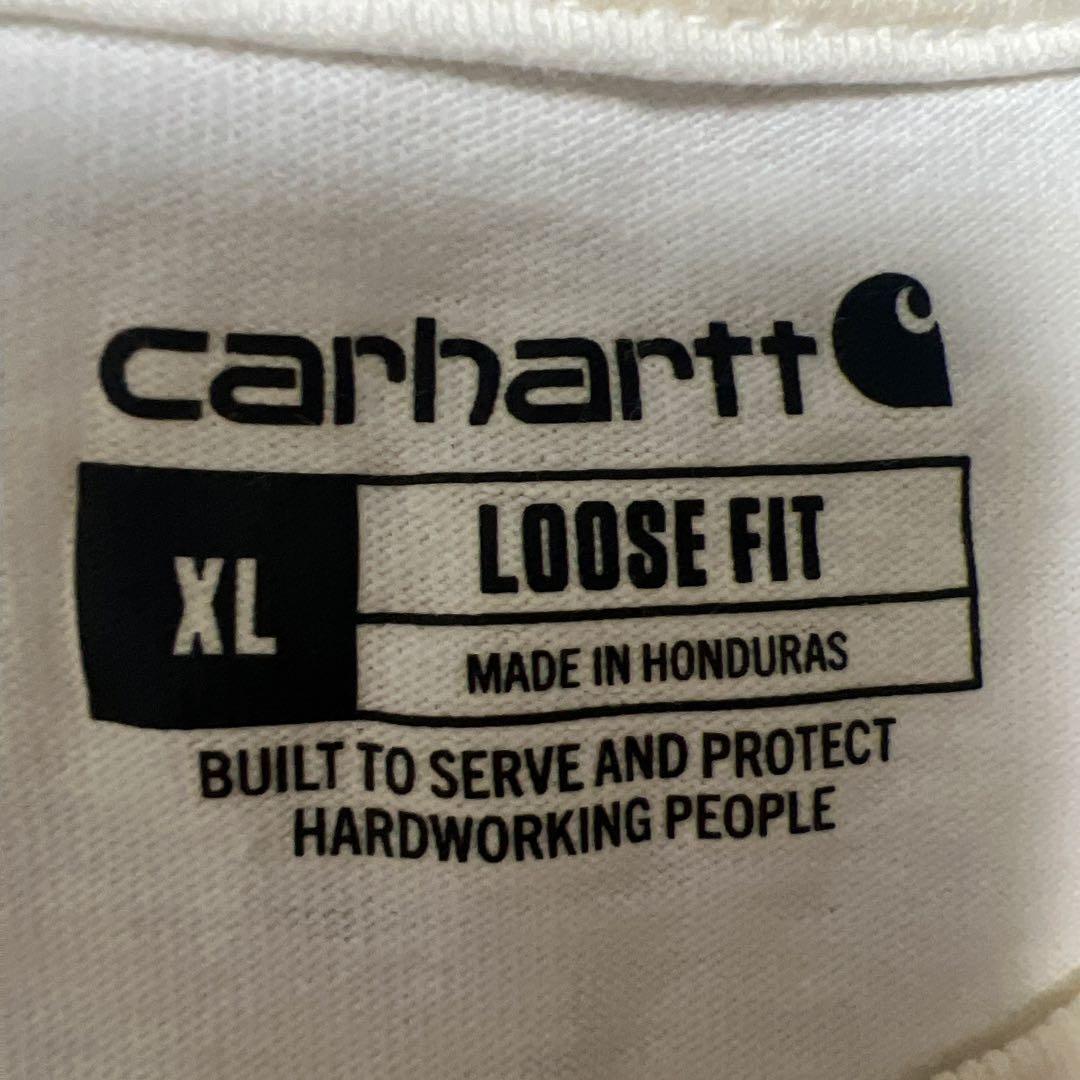 carhartt
XL
LOOSE FIT
MADE IN HONDURAS
BUILT TO SERVE AND PROTECT
HARDWORKING PEOPLE